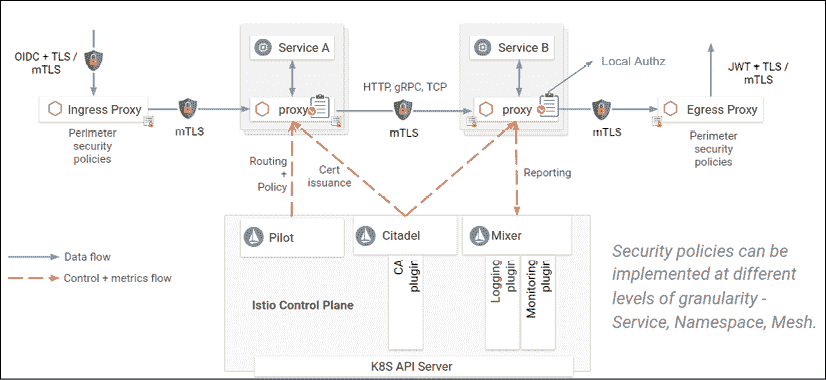 OIDC + TLS /
mTLS
Service A
Service B
Local Authz
JWT + TLS /
mTLS
HTTP, gRPC, TCP
Ingress Proxy
mTLS
proxy
mTLS
proxy
mTLS
Egress Proxy
Perimeter
security
policies
Perimeter
security
policies
Routing
+
Policy
Cert
issuance
Reporting
Pilot
Citadel
Mixer
Data flow
Control + metrics flow
CA
plugin
Logging
plugin
Monitoring
plugin
Istio Control Plane
K8S API Server
Security policies can be
implemented at different
levels of granularity -
Service, Namespace, Mesh.